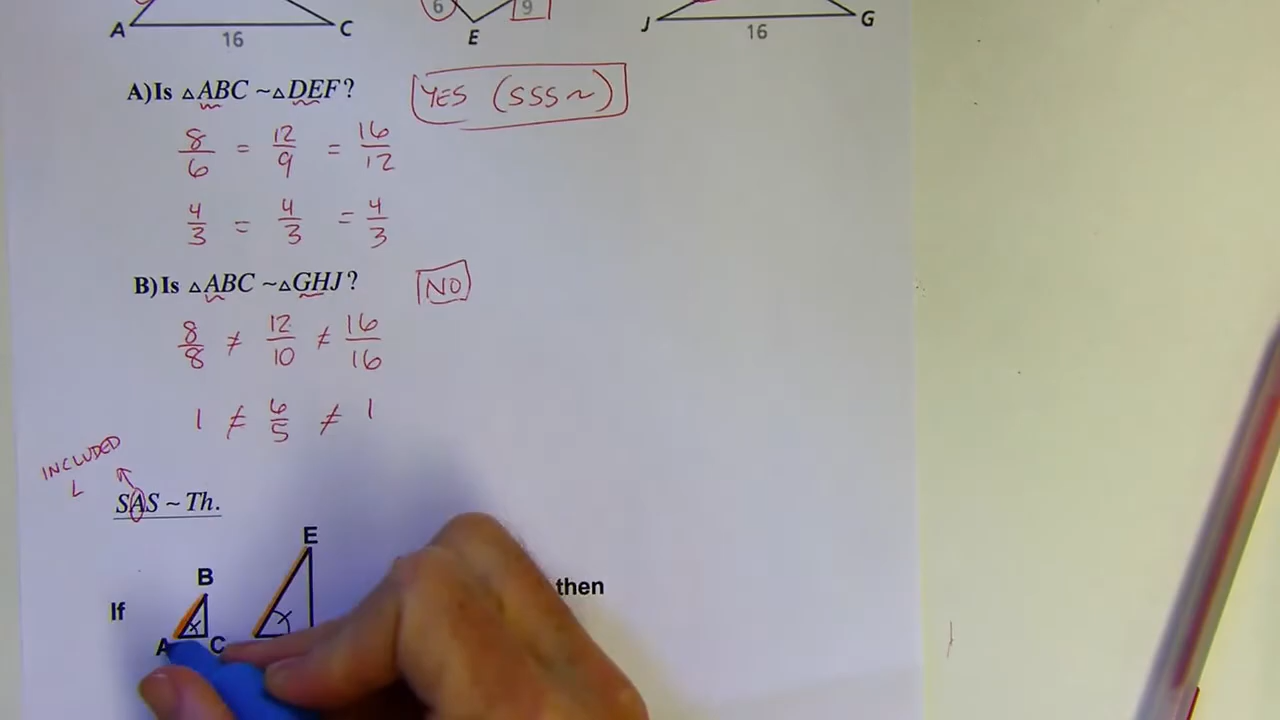 6 9
A C J G
16 E 16
A) Is △ABC ~ △DEF? YES (SSS ~)
8/6 = 12/9 = 16/12
4/3 = 4/3 = 4/3
B) Is △ABC ~ △GHJ? NO
8/8 ≠ 12/10 ≠ 16/16
1 ≠ 6/5 ≠ 1
INCLUDED
∠
SAS ~ Th.
E
B
If then
A C